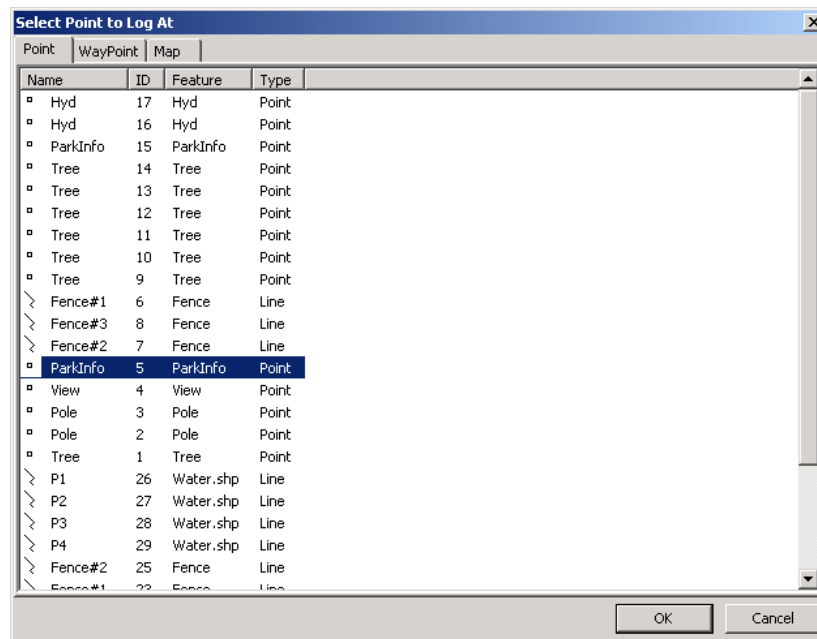 Select Point to Log At
Point WayPoint Map
Name ID Feature Type
Hyd 17 Hyd Point
Hyd 16 Hyd Point
ParkInfo 15 ParkInfo Point
Tree 14 Tree Point
Tree 13 Tree Point
Tree 12 Tree Point
Tree 11 Tree Point
Tree 10 Tree Point
Tree 9 Tree Point
Fence#1 6 Fence Line
Fence#3 8 Fence Line
Fence#2 7 Fence Line
ParkInfo 5 ParkInfo Point
View 4 View Point
Pole 3 Pole Point
Pole 2 Pole Point
Tree 1 Tree Point
P1 26 Water.shp Line
P2 27 Water.shp Line
P3 28 Water.shp Line
P4 29 Water.shp Line
Fence#2 25 Fence Line
Fence#1 Fence Line
OK Cancel